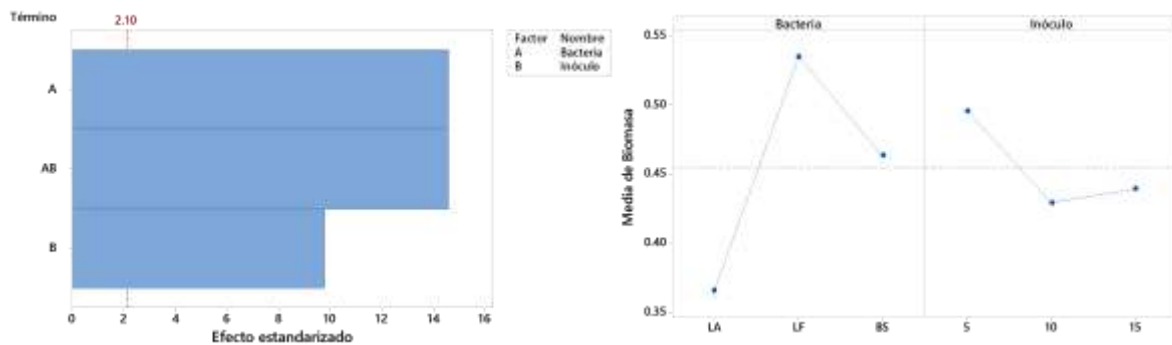 Término
2.10
A
AB
B
0
2
4
6
8
10
12
14
16
Efecto estandarizado
Factor Nombre
A Bacteria
B Inóculo
Bacteria
Inóculo
Media de Biomasa
0.55
0.50
0.45
0.40
0.35
LA
LF
BS
5
10
15